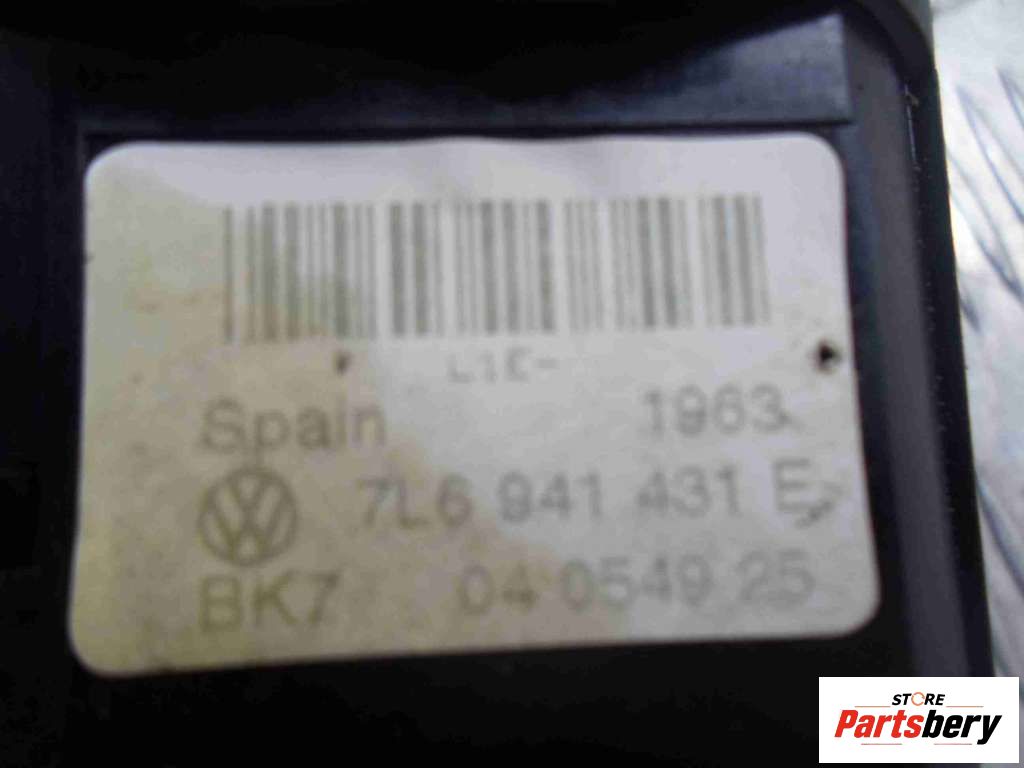 L1E-
Spain 1963
7L6 941 431 E
BK7 04 0549 25
STORE
Partsbery